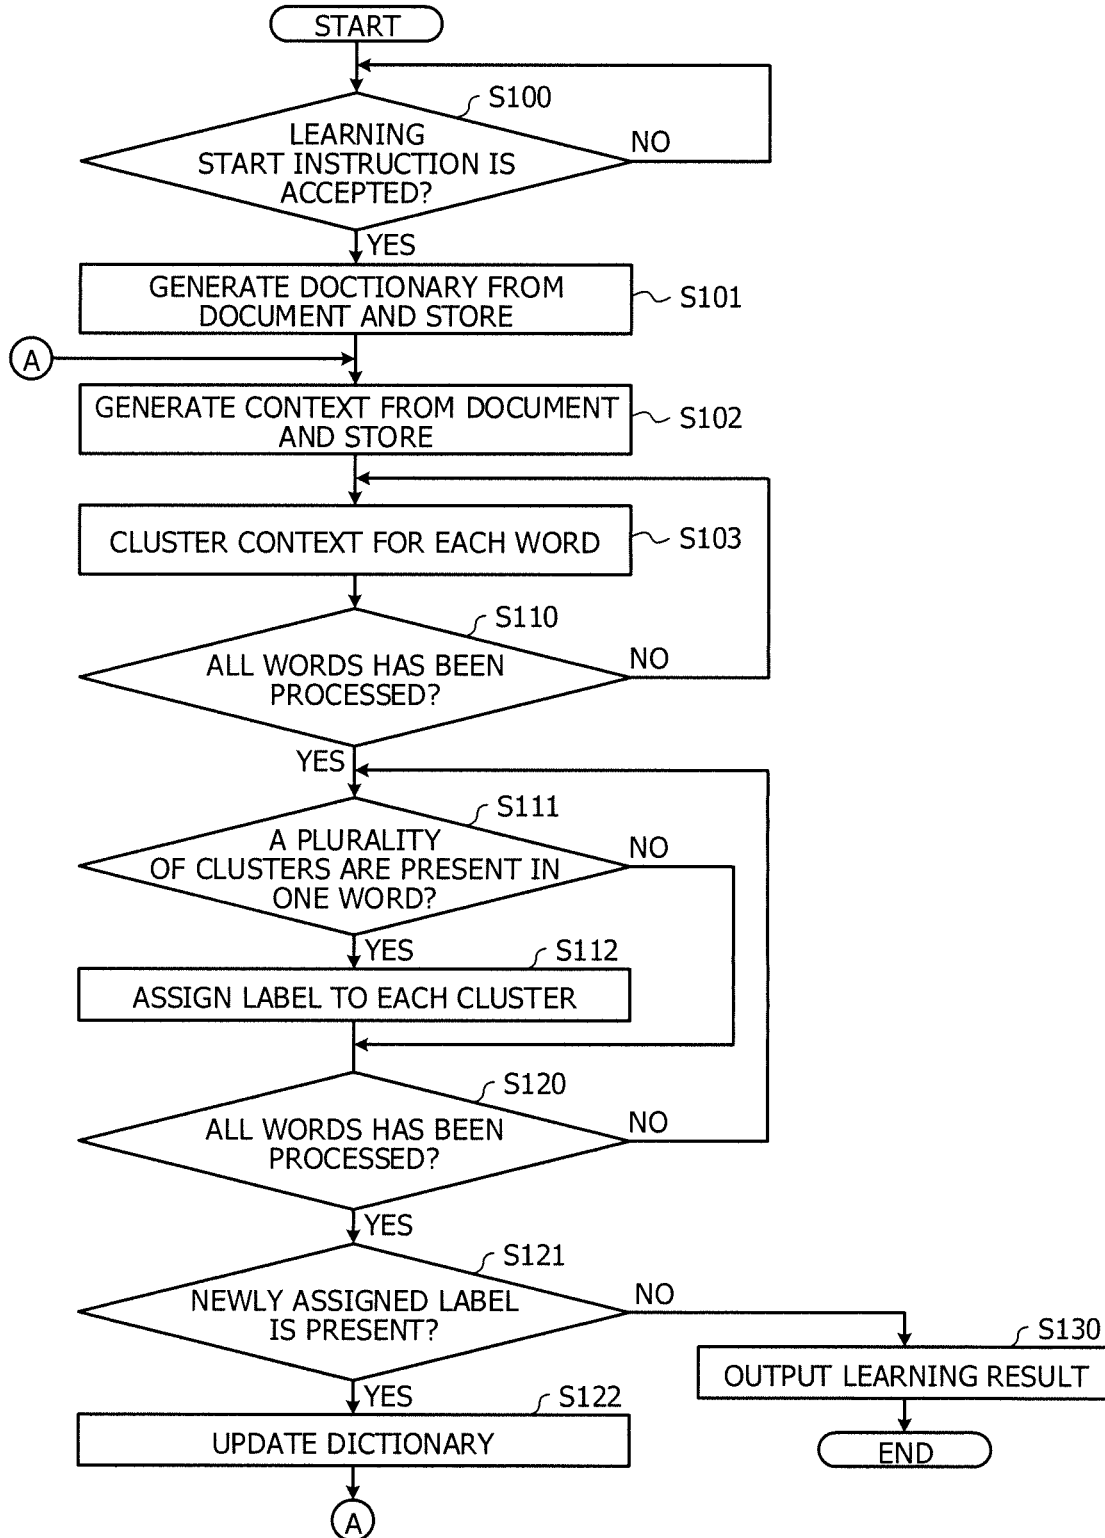 START
S100
LEARNING
START INSTRUCTION IS
ACCEPTED?
NO
YES
GENERATE DOCTIONARY FROM
DOCUMENT AND STORE
S101
A
GENERATE CONTEXT FROM DOCUMENT
AND STORE
S102
CLUSTER CONTEXT FOR EACH WORD
S103
S110
ALL WORDS HAS BEEN
PROCESSED?
NO
YES
S111
A PLURALITY
OF CLUSTERS ARE PRESENT IN
ONE WORD?
NO
YES
S112
ASSIGN LABEL TO EACH CLUSTER
S120
ALL WORDS HAS BEEN
PROCESSED?
NO
YES
S121
NEWLY ASSIGNED LABEL
IS PRESENT?
NO
S130
OUTPUT LEARNING RESULT
YES
S122
UPDATE DICTIONARY
END
A